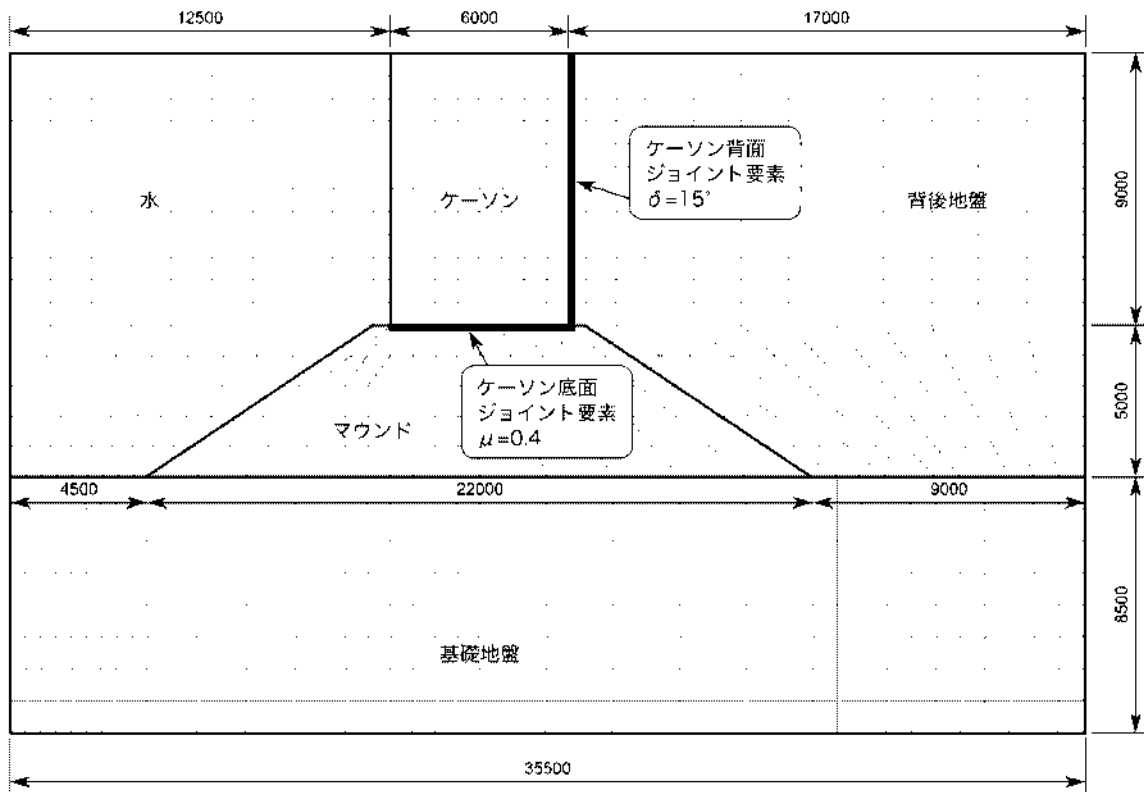 12500
6000
17000
ケーソン背面
ジョイント要素
δ=15°
水
ケーソン
背後地盤
9000
ケーソン底面
ジョイント要素
μ=0.4
マウンド
5000
4500
22000
9000
基礎地盤
8500
35500